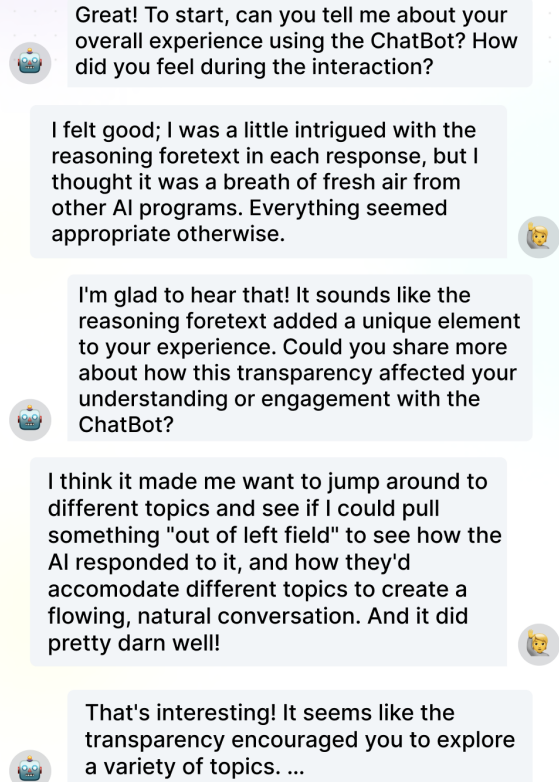 Great! To start, can you tell me about your
overall experience using the ChatBot? How
did you feel during the interaction?
I felt good; I was a little intrigued with the
reasoning foretext in each response, but I
thought it was a breath of fresh air from
other AI programs. Everything seemed
appropriate otherwise.
I'm glad to hear that! It sounds like the
reasoning foretext added a unique element
to your experience. Could you share more
about how this transparency affected your
understanding or engagement with the
ChatBot?
I think it made me want to jump around to
different topics and see if I could pull
something "out of left field" to see how the
AI responded to it, and how they'd
accomodate different topics to create a
flowing, natural conversation. And it did
pretty darn well!
That's interesting! It seems like the
transparency encouraged you to explore
a variety of topics. ...